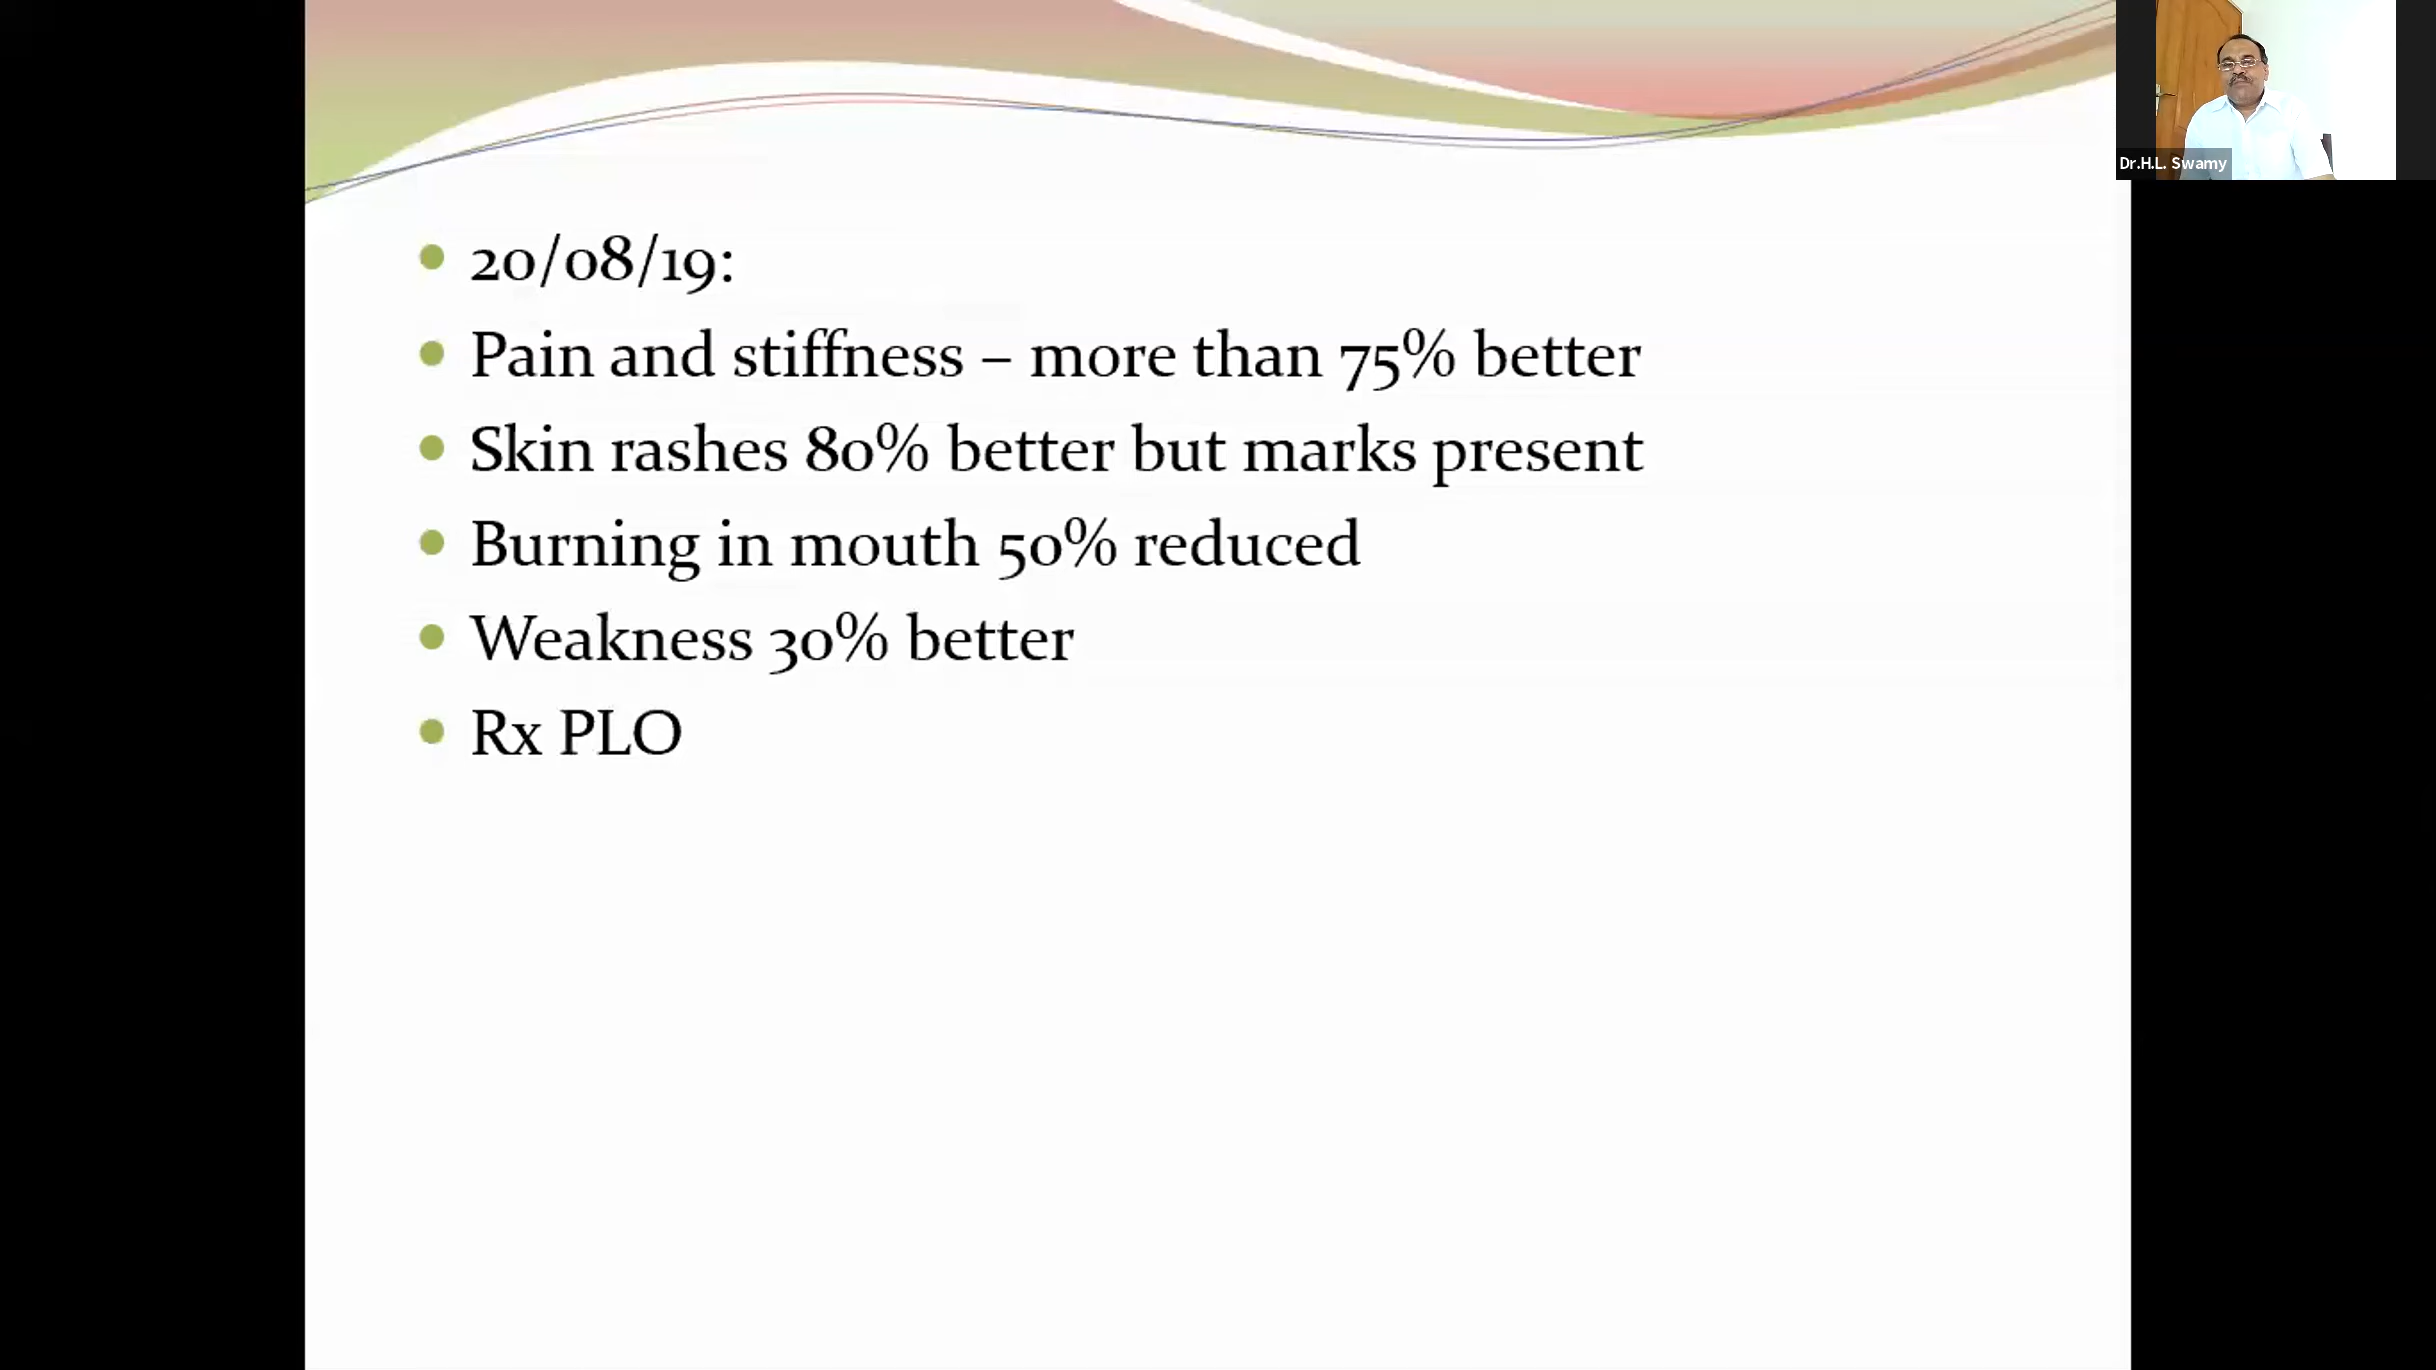 Dr.H.L. Swamy
20/08/19:
Pain and stiffness – more than 75% better
Skin rashes 80% better but marks present
Burning in mouth 50% reduced
Weakness 30% better
Rx PLO